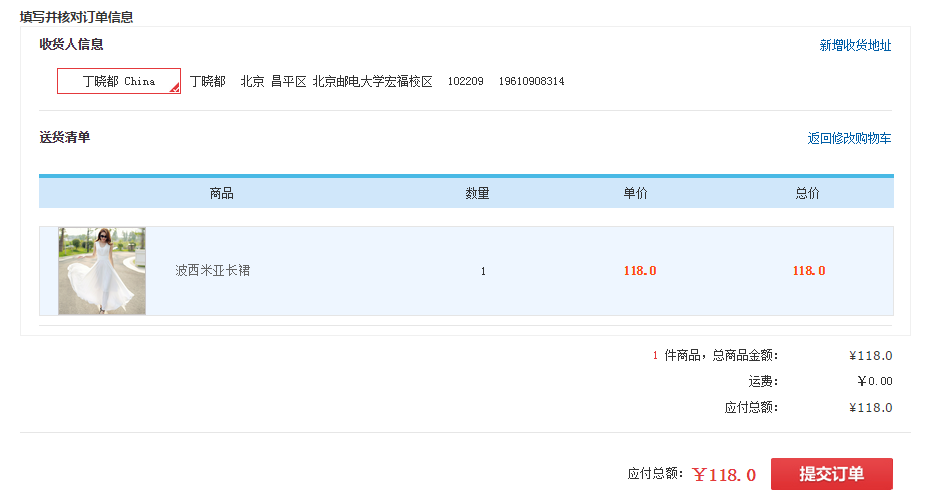 填写并核对订单信息
收货人信息 新增收货地址
丁晓都 China 丁晓都 北京 昌平区 北京邮电大学宏福校区 102209 19610908314
送货清单 返回修改购物车
商品 数量 单价 总价
波西米亚长裙 1 118.0 118.0
1 件商品，总商品金额： ¥118.0
运费： ¥0.00
应付总额： ¥118.0
应付总额： ¥118.0 提交订单